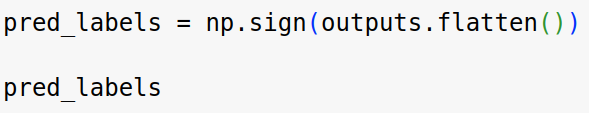 pred_labels = np.sign(outputs.flatten())
pred_labels